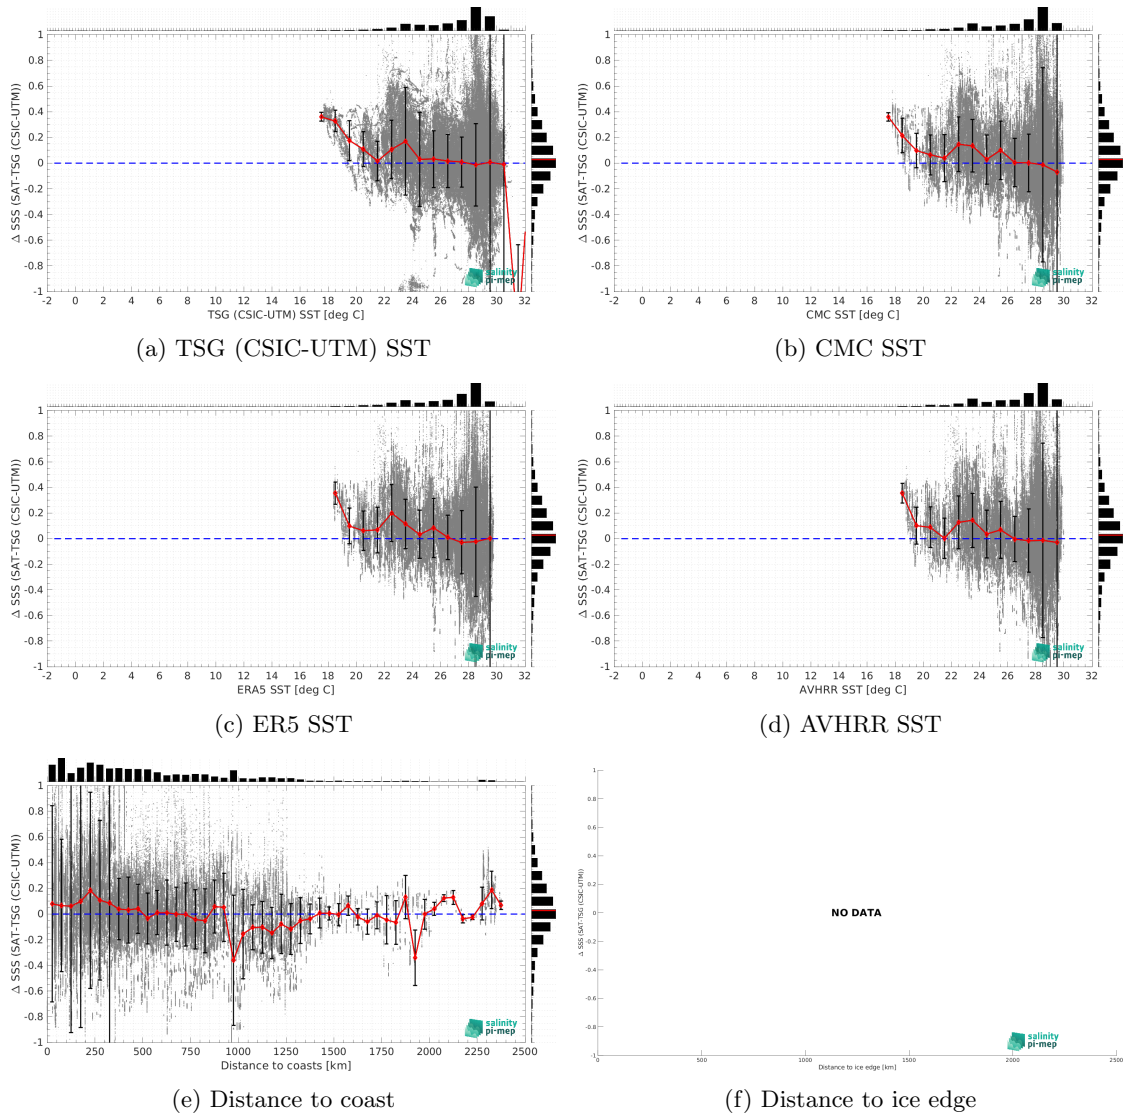 1
0.8
0.6
0.4
0.2
0
-0.2
-0.4
-0.6
-0.8
-1
Δ SSS (SAT-TSG (CSIC-UTM))
salinity
pi-mep
-2 0 2 4 6 8 10 12 14 16 18 20 22 24 26 28 30 32
TSG (CSIC-UTM) SST [deg C]
(a) TSG (CSIC-UTM) SST
1
0.8
0.6
0.4
0.2
0
-0.2
-0.4
-0.6
-0.8
-1
Δ SSS (SAT-TSG (CSIC-UTM))
salinity
pi-mep
-2 0 2 4 6 8 10 12 14 16 18 20 22 24 26 28 30 32
CMC SST [deg C]
(b) CMC SST
1
0.8
0.6
0.4
0.2
0
-0.2
-0.4
-0.6
-0.8
-1
Δ SSS (SAT-TSG (CSIC-UTM))
salinity
pi-mep
-2 0 2 4 6 8 10 12 14 16 18 20 22 24 26 28 30 32
ERA5 SST [deg C]
(c) ER5 SST
1
0.8
0.6
0.4
0.2
0
-0.2
-0.4
-0.6
-0.8
-1
Δ SSS (SAT-TSG (CSIC-UTM))
salinity
pi-mep
-2 0 2 4 6 8 10 12 14 16 18 20 22 24 26 28 30 32
AVHRR SST [deg C]
(d) AVHRR SST
1
0.8
0.6
0.4
0.2
0
-0.2
-0.4
-0.6
-0.8
-1
Δ SSS (SAT-TSG (CSIC-UTM))
salinity
pi-mep
0 250 500 750 1000 1250 1500 1750 2000 2250 2500
Distance to coasts [km]
(e) Distance to coast
1
0.8
0.6
0.4
0.2
0
-0.2
-0.4
-0.6
-0.8
-1
Δ SSS (SAT-TSG (CSIC-UTM))
NO DATA
salinity
pi-mep
0 500 1000 1500 2000 2500
Distance to ice edge [km]
(f) Distance to ice edge